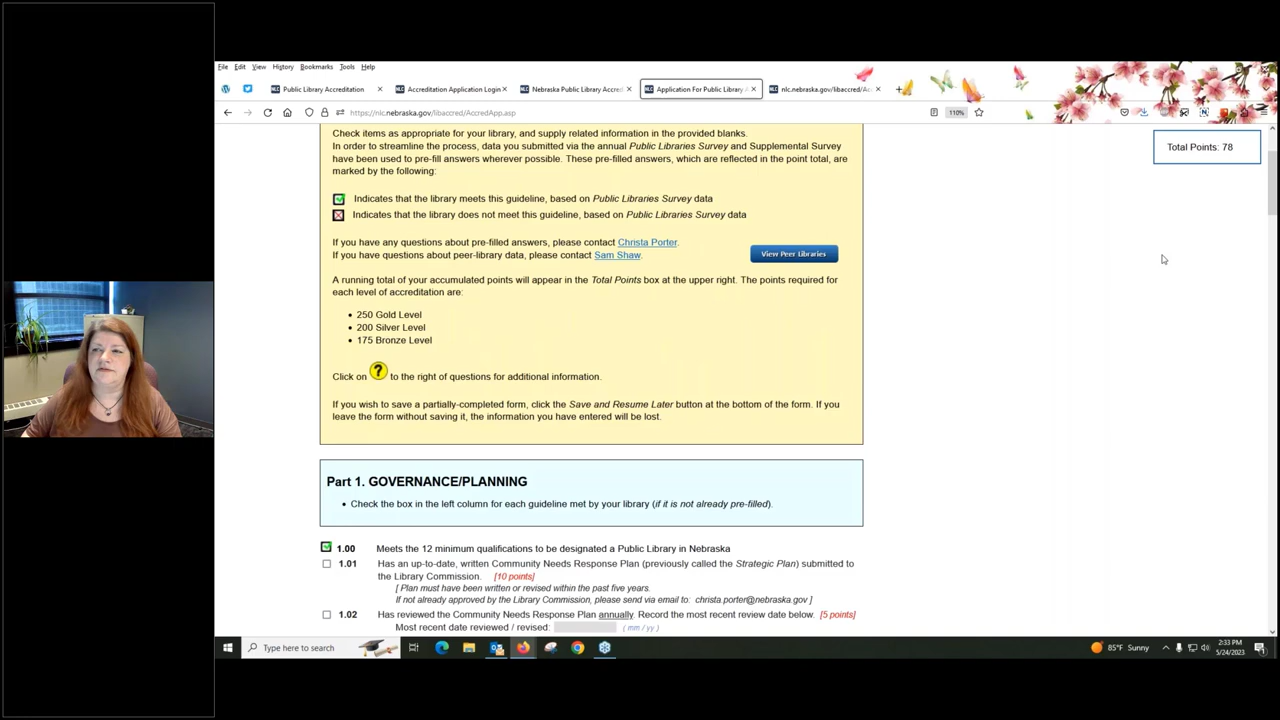 File Edit View History Bookmarks Tools Help
Public Library Accreditation
Accreditation Application Login
Nebraska Public Library Accred
Application For Public Library
nlc.nebraska.gov/libaccred/Ac
https://nlc.nebraska.gov/libaccred/AccredApp.asp
110%
Total Points: 78
Check items as appropriate for your library, and supply related information in the provided blanks.
In order to streamline the process, data you submitted via the annual Public Libraries Survey and Supplemental Survey
have been used to pre-fill answers wherever possible. These pre-filled answers, which are reflected in the point total, are
marked by the following:
Indicates that the library meets this guideline, based on Public Libraries Survey data
Indicates that the library does not meet this guideline, based on Public Libraries Survey data
If you have any questions about pre-filled answers, please contact Christa Porter.
If you have questions about peer-library data, please contact Sam Shaw.
View Peer Libraries
A running total of your accumulated points will appear in the Total Points box at the upper right. The points required for
each level of accreditation are:
• 250 Gold Level
• 200 Silver Level
• 175 Bronze Level
Click on ? to the right of questions for additional information.
If you wish to save a partially-completed form, click the Save and Resume Later button at the bottom of the form. If you
leave the form without saving it, the information you have entered will be lost.
Part 1. GOVERNANCE/PLANNING
• Check the box in the left column for each guideline met by your library (if it is not already pre-filled).
1.00 Meets the 12 minimum qualifications to be designated a Public Library in Nebraska
1.01 Has an up-to-date, written Community Needs Response Plan (previously called the Strategic Plan) submitted to
the Library Commission. [10 points]
[ Plan must have been written or revised within the past five years.
If not already approved by the Library Commission, please send via email to: christa.porter@nebraska.gov ]
1.02 Has reviewed the Community Needs Response Plan annually. Record the most recent review date below. [5 points]
Most recent date reviewed / revised: ( mm / yy )
Type here to search
85°F Sunny
2:33 PM
5/24/2023